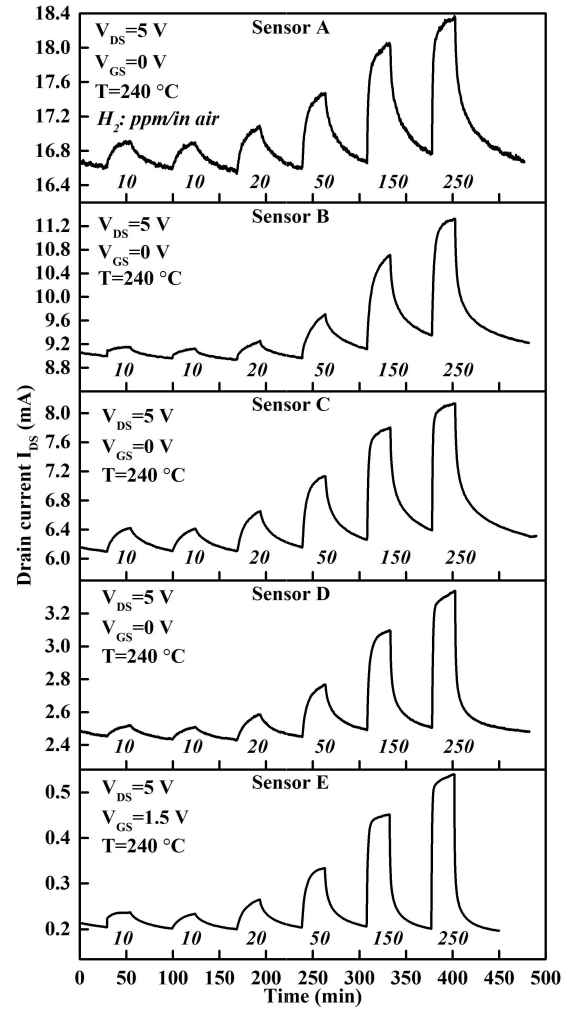 Sensor A
V_DS=5 V
V_GS=0 V
T=240 °C
H_2: ppm/in air
18.4
17.6
17.2
16.8
16.4
10 10 20 50 150 250
Sensor B
V_DS=5 V
V_GS=0 V
T=240 °C
11.2
10.8
10.4
10.0
9.6
9.2
8.8
10 10 20 50 150 250
Sensor C
V_DS=5 V
V_GS=0 V
T=240 °C
8.0
7.6
7.2
6.8
6.4
6.0
10 10 20 50 150 250
Sensor D
V_DS=5 V
V_GS=0 V
T=240 °C
3.2
3.0
2.8
2.6
2.4
10 10 20 50 150 250
Sensor E
V_DS=5 V
V_GS=1.5 V
T=240 °C
0.5
0.4
0.3
0.2
10 10 20 50 150 250
0 50 100 150 200 250 300 350 400 450 500
Time (min)
Drain current I_DS (mA)